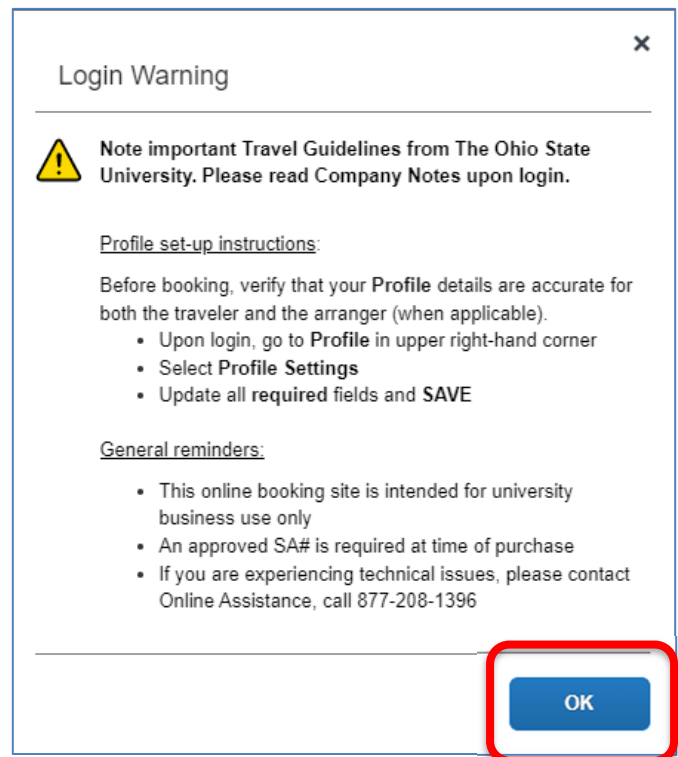 Login Warning
Note important Travel Guidelines from The Ohio State
University. Please read Company Notes upon login.
Profile set-up instructions:
Before booking, verify that your Profile details are accurate for
both the traveler and the arranger (when applicable).
• Upon login, go to Profile in upper right-hand corner
• Select Profile Settings
• Update all required fields and SAVE
General reminders:
• This online booking site is intended for university
business use only
• An approved SA# is required at time of purchase
• If you are experiencing technical issues, please contact
Online Assistance, call 877-208-1396
OK